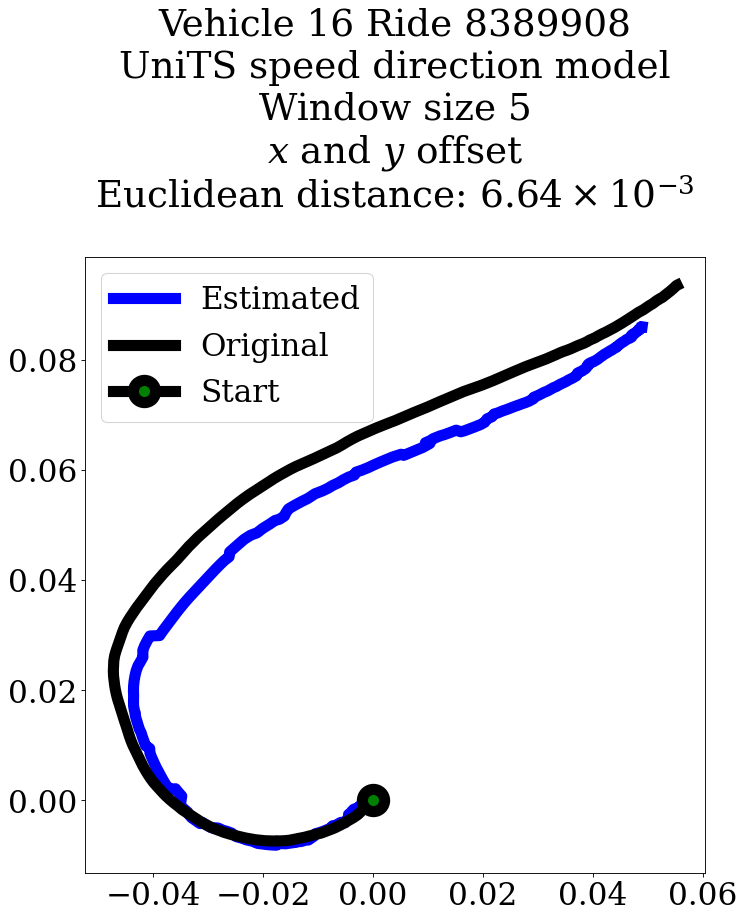 Vehicle 16 Ride 8389908
UniTS speed direction model
Window size 5
x and y offset
Euclidean distance: 6.64 × 10⁻³
Estimated
Original
Start
0.08
0.06
0.04
0.02
0.00
−0.04 −0.02 0.00 0.02 0.04 0.06